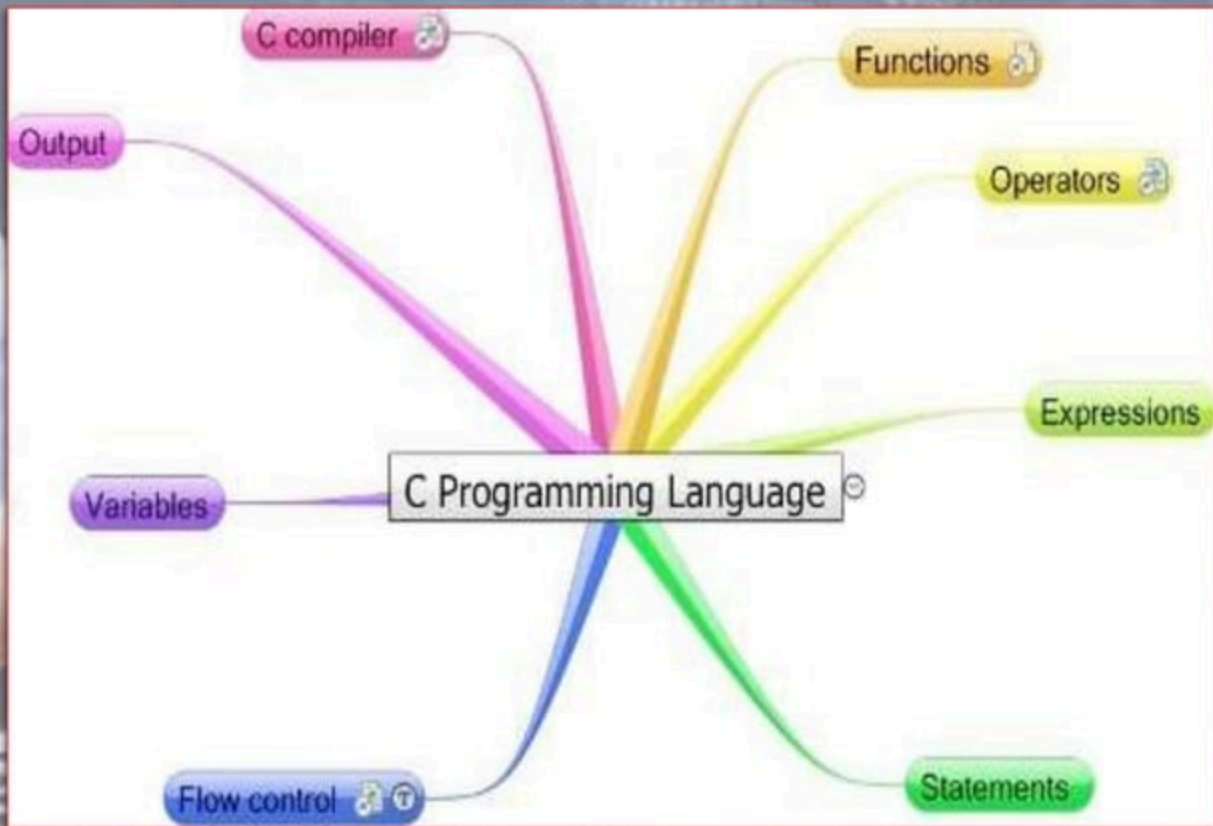 C compiler
Functions
Output
Operators
Expressions
C Programming Language
Variables
Flow control
Statements